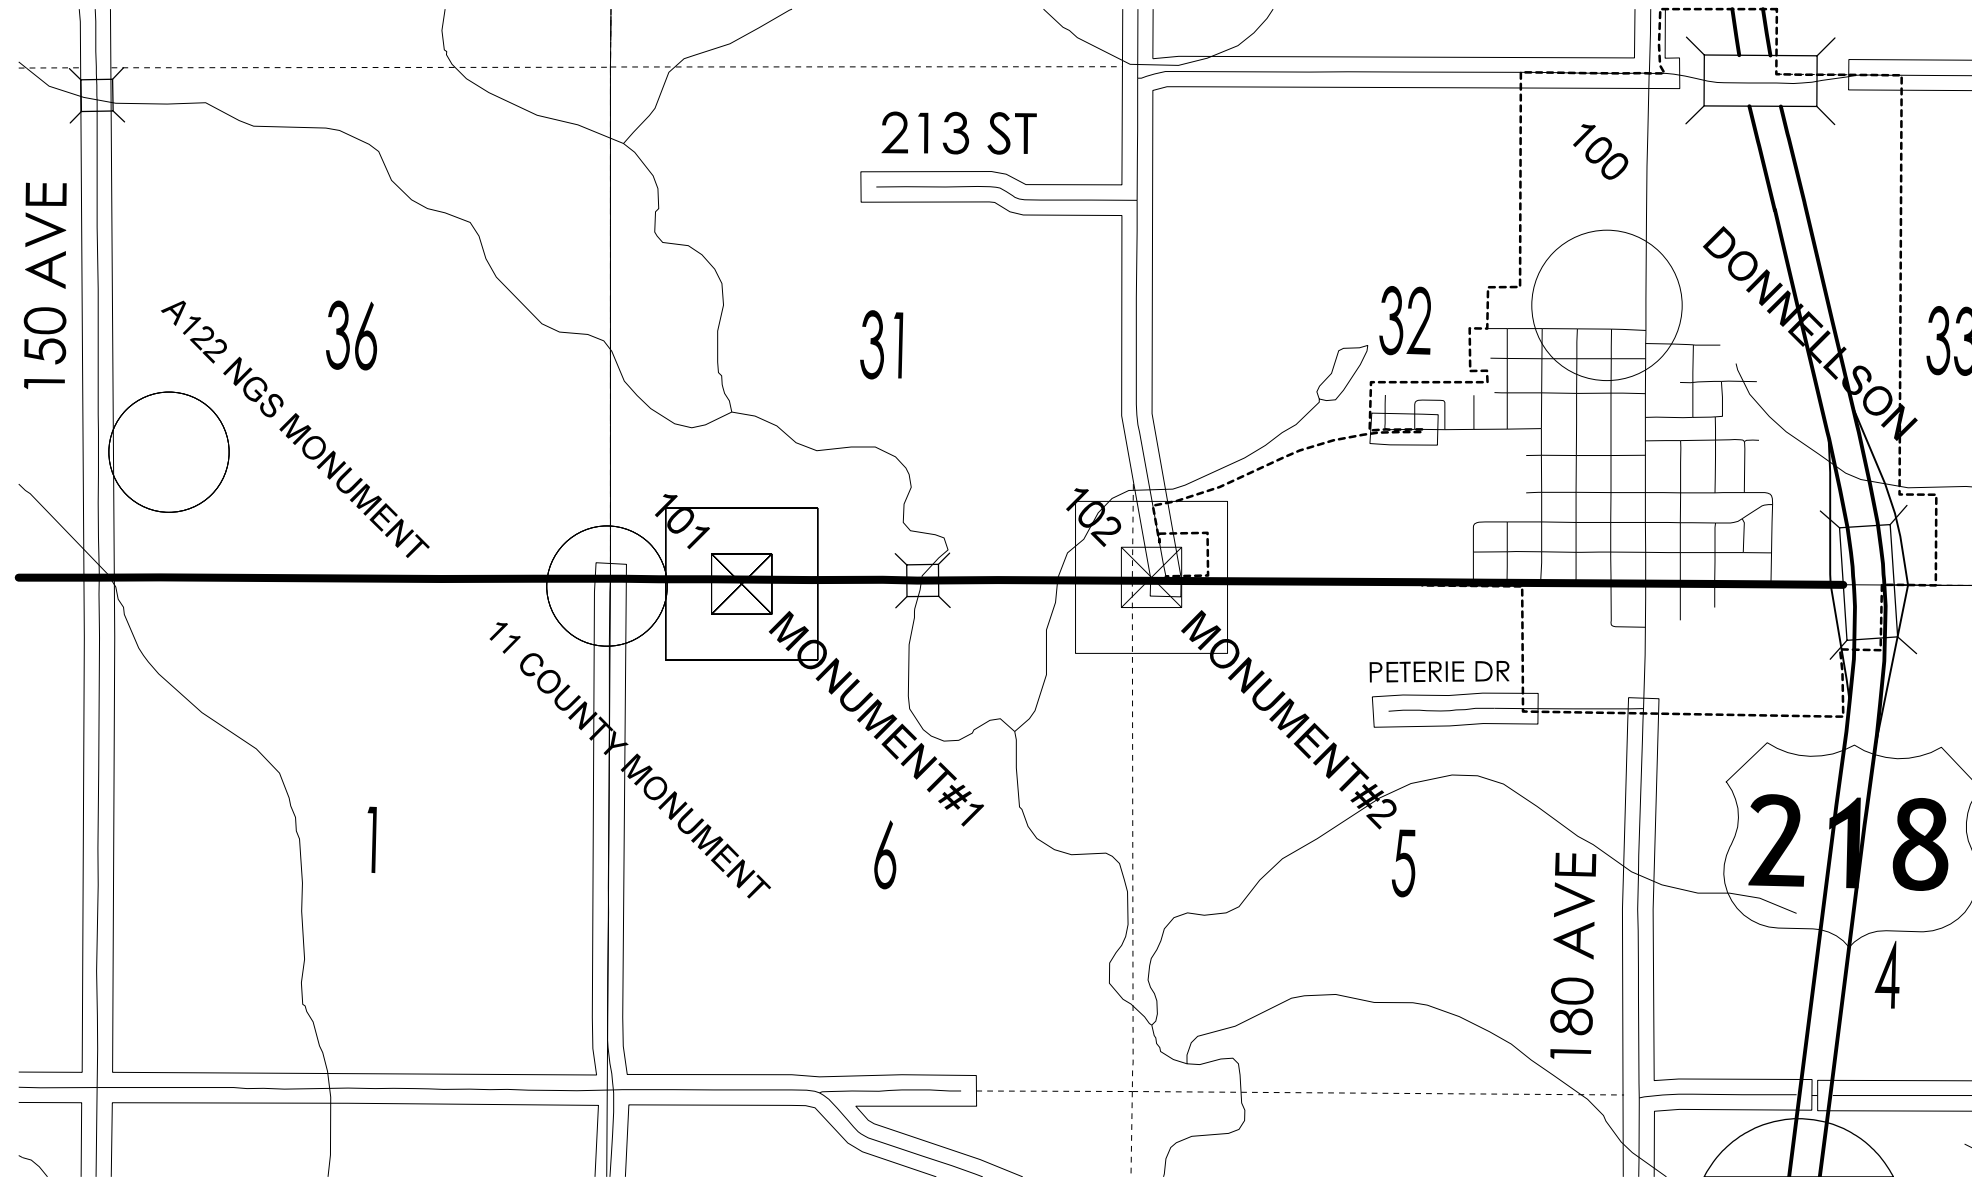 213 ST
100
150 AVE
DONNELLSON
A122 NGS MONUMENT
36
31
32
33
101
102
11 COUNTY MONUMENT
MONUMENT#1
MONUMENT#2
PETERIE DR
1
6
5
218
180 AVE
4